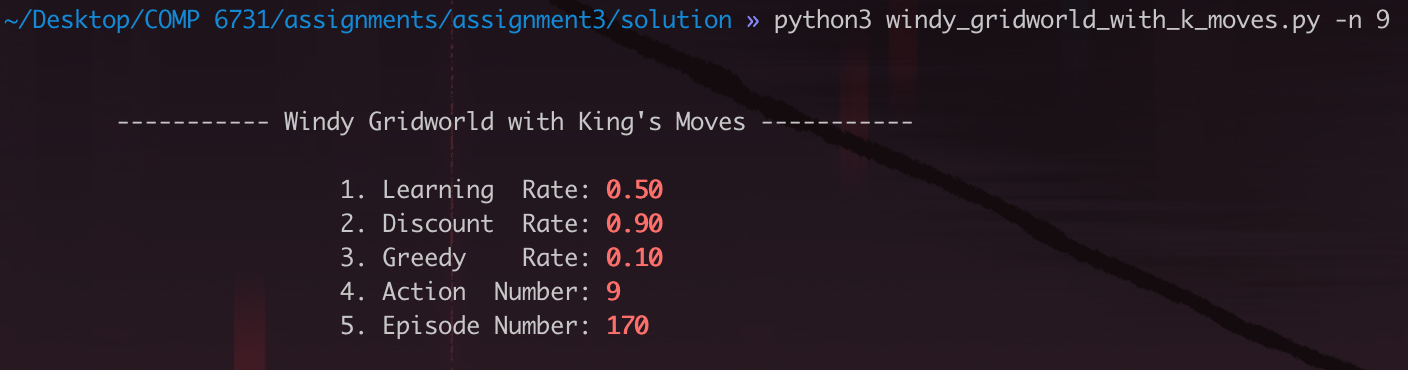 ~/Desktop/COMP 6731/assignments/assignment3/solution » python3 windy_gridworld_with_k_moves.py -n 9
----------- Windy Gridworld with King's Moves -----------
1. Learning  Rate: 0.50
2. Discount  Rate: 0.90
3. Greedy    Rate: 0.10
4. Action  Number: 9
5. Episode Number: 170